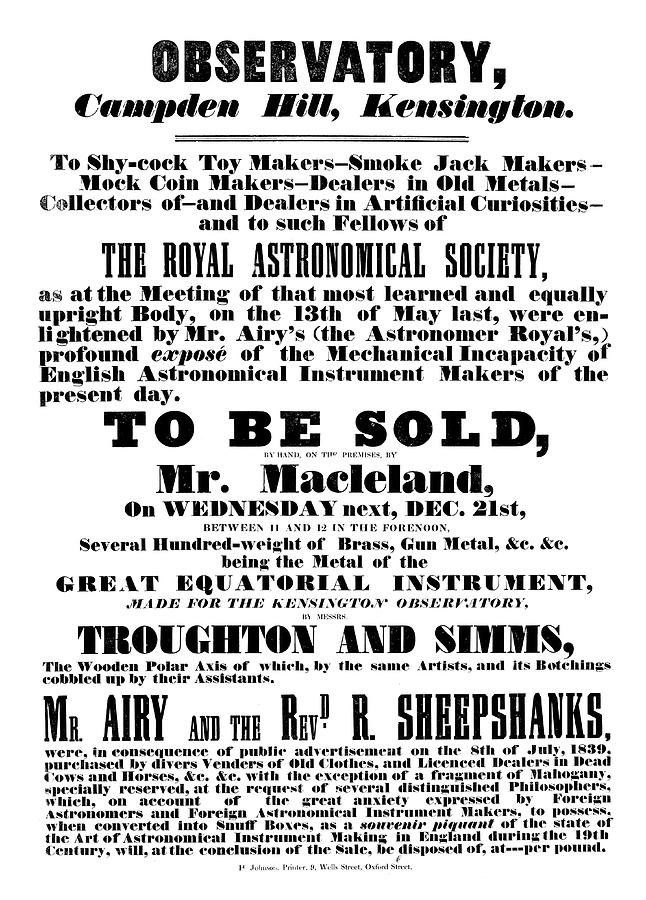 OBSERVATORY,
Campden Hill, Kensington.
To Shy-cock Toy Makers—Smoke Jack Makers—
Mock Coin Makers—Dealers in Old Metals—
Collectors of—and Dealers in Artificial Curiosities—
and to such Fellows of
THE ROYAL ASTRONOMICAL SOCIETY,
as at the Meeting of that most learned and equally
upright Body, on the 13th of May last, were en-
lightened by Mr. Airy's (the Astronomer Royal's,)
profound exposé of the Mechanical Incapacity of
English Astronomical Instrument Makers of the
present day.
TO BE SOLD,
BY HAND, ON THE PREMISES, BY
Mr. Macleland,
On WEDNESDAY next, DEC. 21st,
BETWEEN 11 AND 12 IN THE FORENOON,
Several Hundred-weight of Brass, Gun Metal, &c. &c.
being the Metal of the
GREAT EQUATORIAL INSTRUMENT,
MADE FOR THE KENSINGTON OBSERVATORY,
BY MESSRS.
TROUGHTON AND SIMMS,
The Wooden Polar Axis of which, by the same Artists, and its Botchings
cobbled up by their Assistants.
MR. AIRY AND THE REVD. R. SHEEPSHANKS,
were, in consequence of public advertisement on the 8th of July, 1839,
purchased by divers Venders of Old Clothes, and Licenced Dealers in Dead
Cows and Horses, &c. &c. with the exception of a fragment of Mahogany,
specially reserved, at the request of several distinguished Philosophers,
which, on account of the great anxiety expressed by Foreign
Astronomers and Foreign Astronomical Instrument Makers, to possess,
when converted into Snuff Boxes, as a souvenir piquant of the state of
the Art of Astronomical Instrument Making in England during the 19th
Century, will, at the conclusion of the Sale, be disposed of, at---per pound.
Johnson, Printer, 9, Wells Street, Oxford Street.